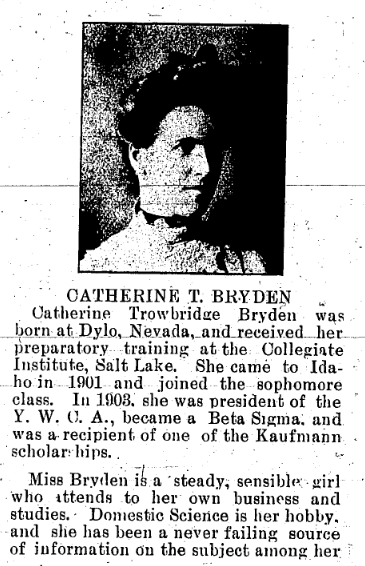 CATHERINE T. BRYDEN
Catherine Trowbridge Bryden was
born at Dylo, Nevada, and received her
preparatory training at the Collegiate
Institute, Salt Lake. She came to Ida-
ho in 1901 and joined the sophomore
class. In 1903, she was president of the
Y. W. C. A., became a Beta Sigma, and
was a recipient of one of the Kaufmann
scholarships.
Miss Bryden is a steady, sensible girl
who attends to her own business and
studies. Domestic Science is her hobby,
and she has been a never failing source
of information on the subject among her